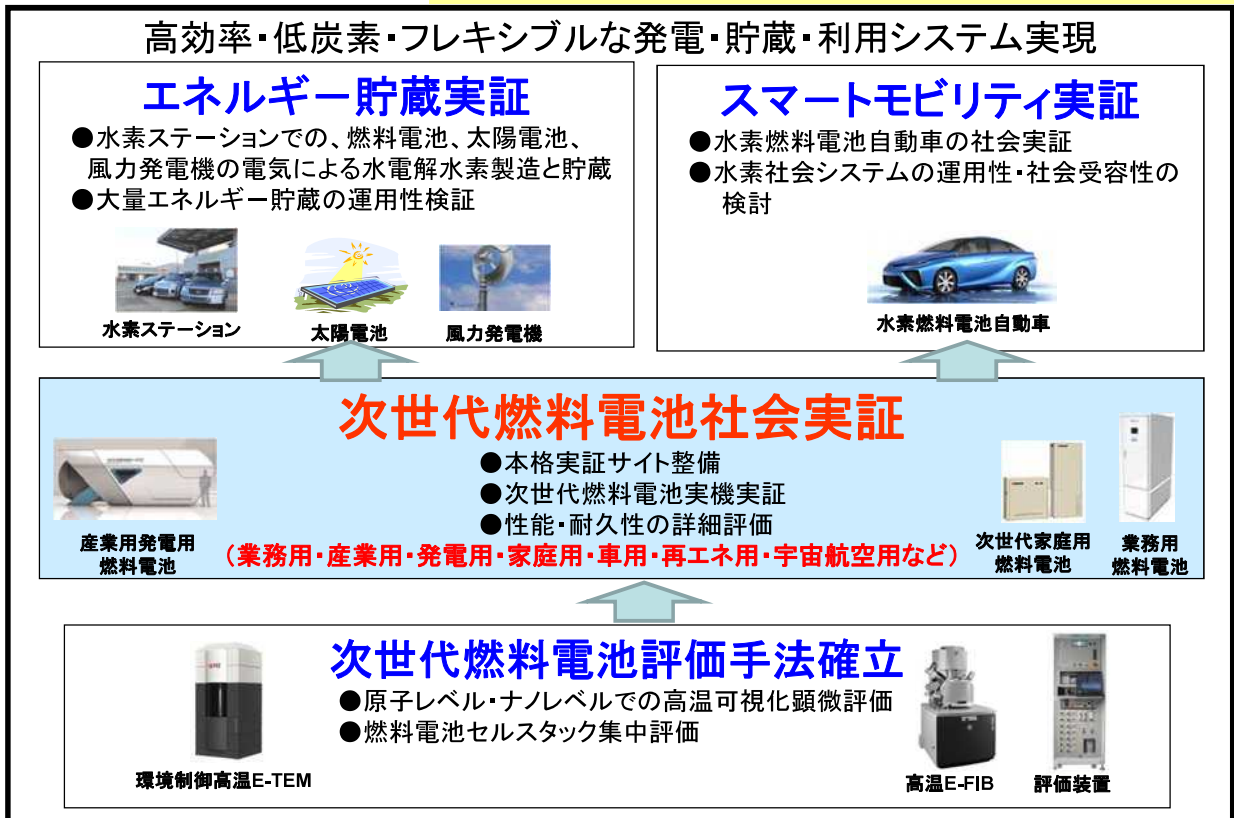 高効率・低炭素・フレキシブルな発電・貯蔵・利用システム実現
エネルギー貯蔵実証
●水素ステーションでの、燃料電池、太陽電池、
風力発電機の電気による水電解水素製造と貯蔵
●大量エネルギー貯蔵の運用性検証
水素ステーション
太陽電池
風力発電機
スマートモビリティ実証
●水素燃料電池自動車の社会実証
●水素社会システムの運用性・社会受容性の
検討
水素燃料電池自動車
次世代燃料電池社会実証
●本格実証サイト整備
●次世代燃料電池実機実証
●性能・耐久性の詳細評価
（業務用・産業用・発電用・家庭用・車用・再エネ用・宇宙航空用など）
産業用発電用
燃料電池
次世代家庭用
燃料電池
業務用
燃料電池
次世代燃料電池評価手法確立
●原子レベル・ナノレベルでの高温可視化顕微評価
●燃料電池セルスタック集中評価
環境制御高温E-TEM
高温E-FIB
評価装置